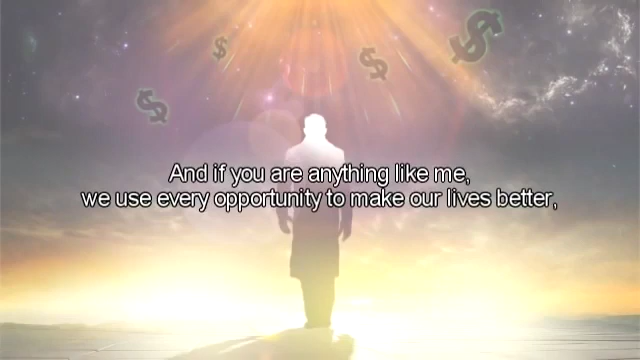 And if you are anything like me,
we use every opportunity to make our lives better,